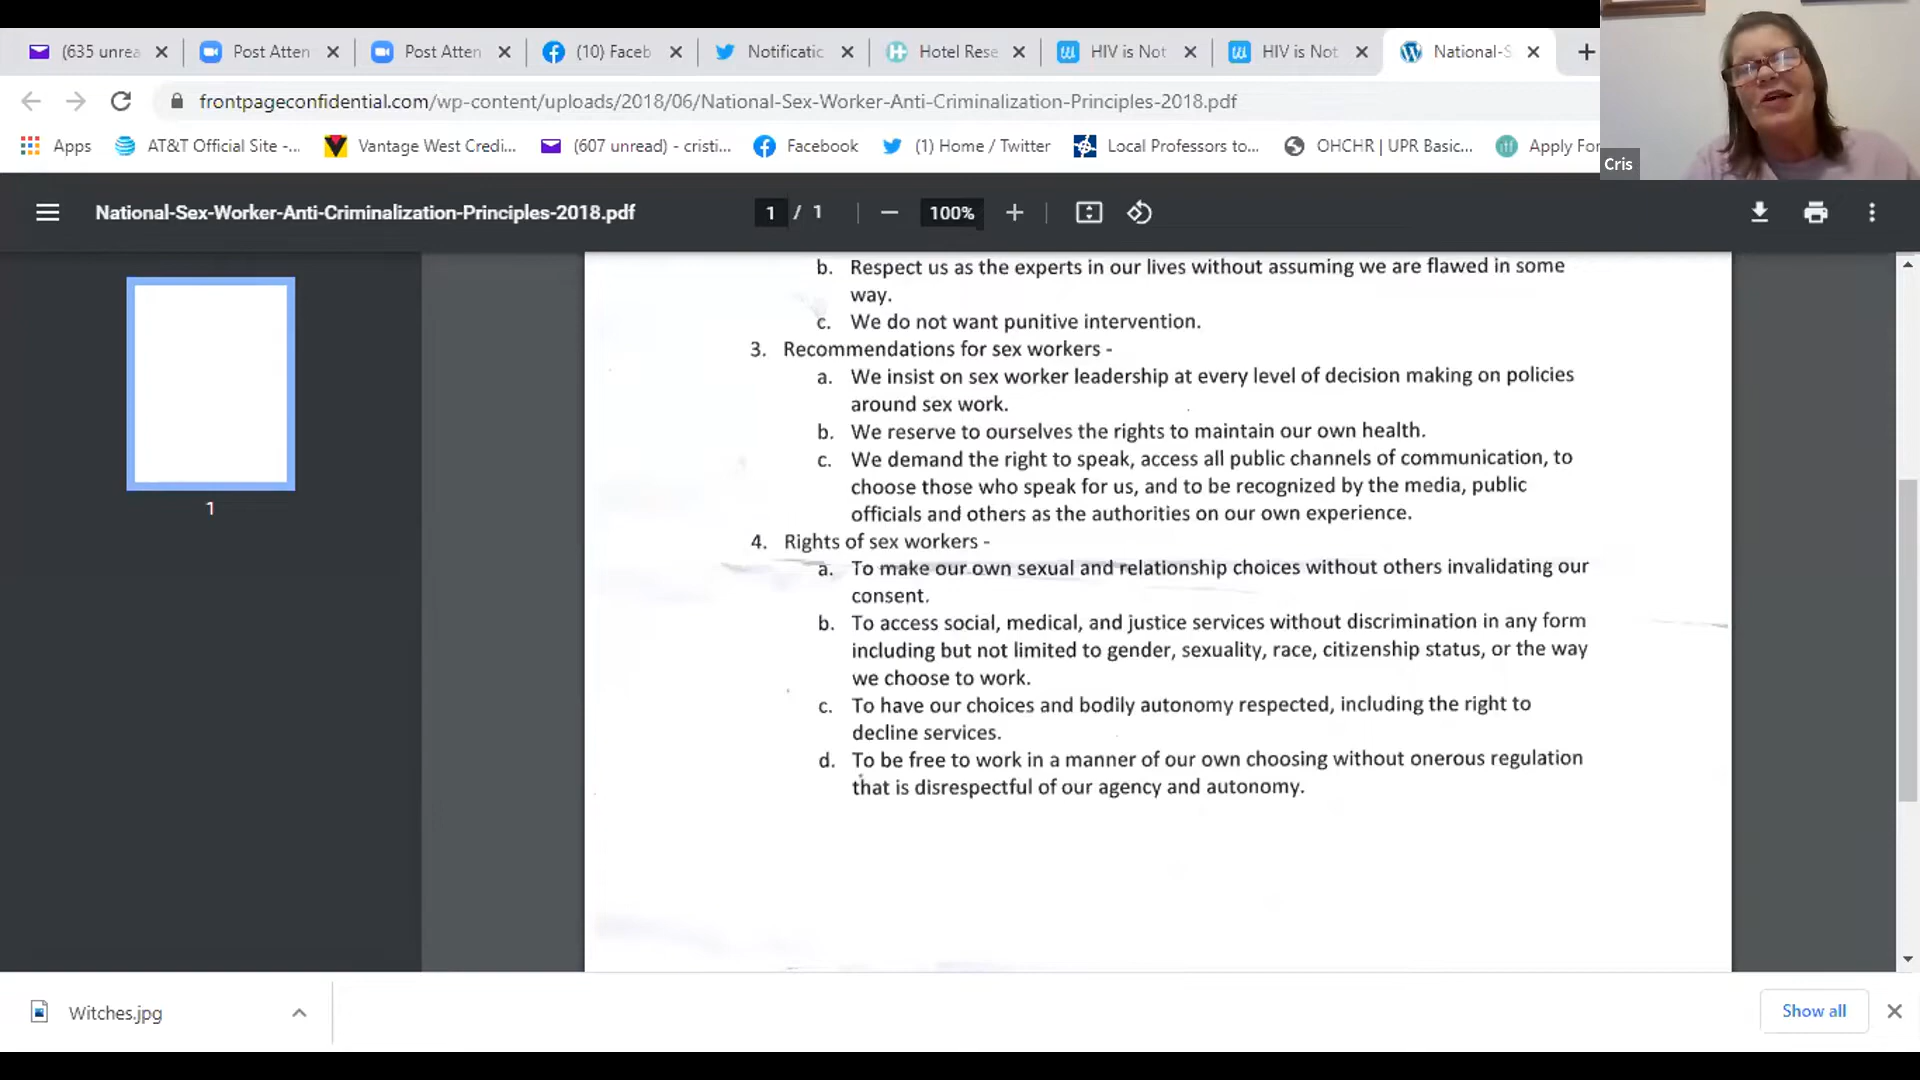 (635 unrea
Post Atten
Post Atten
(10) Faceb
Notificatic
Hotel Rese
HIV is Not
HIV is Not
National-S
frontpageconfidential.com/wp-content/uploads/2018/06/National-Sex-Worker-Anti-Criminalization-Principles-2018.pdf
Apps
AT&T Official Site -...
Vantage West Credi...
(607 unread) - cristi...
Facebook
(1) Home / Twitter
Local Professors to...
OHCHR | UPR Basic...
Apply For
Cris
National-Sex-Worker-Anti-Criminalization-Principles-2018.pdf
1 / 1
100%
1
b. Respect us as the experts in our lives without assuming we are flawed in some
way.
c. We do not want punitive intervention.
3. Recommendations for sex workers -
a. We insist on sex worker leadership at every level of decision making on policies
around sex work.
b. We reserve to ourselves the rights to maintain our own health.
c. We demand the right to speak, access all public channels of communication, to
choose those who speak for us, and to be recognized by the media, public
officials and others as the authorities on our own experience.
4. Rights of sex workers -
a. To make our own sexual and relationship choices without others invalidating our
consent.
b. To access social, medical, and justice services without discrimination in any form
including but not limited to gender, sexuality, race, citizenship status, or the way
we choose to work.
c. To have our choices and bodily autonomy respected, including the right to
decline services.
d. To be free to work in a manner of our own choosing without onerous regulation
that is disrespectful of our agency and autonomy.
Witches.jpg
Show all